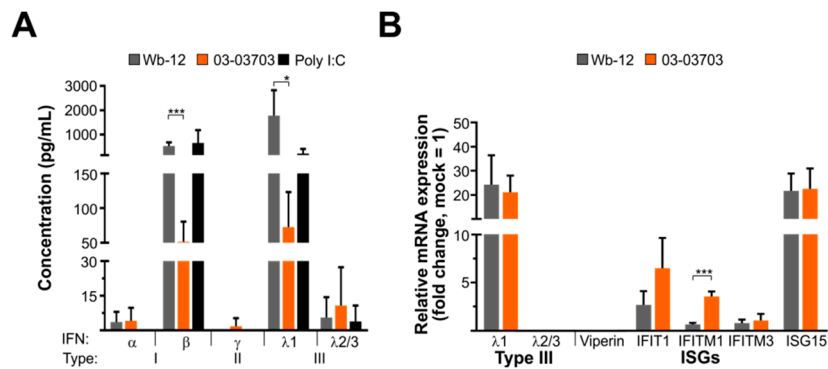 A
Wb-12 03-03703 Poly I:C
Concentration (pg/mL)
3000
2000
1000
150
100
50
30
15
***
*
IFN: α β γ λ1 λ2/3
Type: I II III
B
Wb-12 03-03703
Relative mRNA expression
(fold change, mock = 1)
50
40
30
20
10
5
***
λ1 λ2/3 Viperin IFIT1 IFITM1 IFITM3 ISG15
Type III ISGs